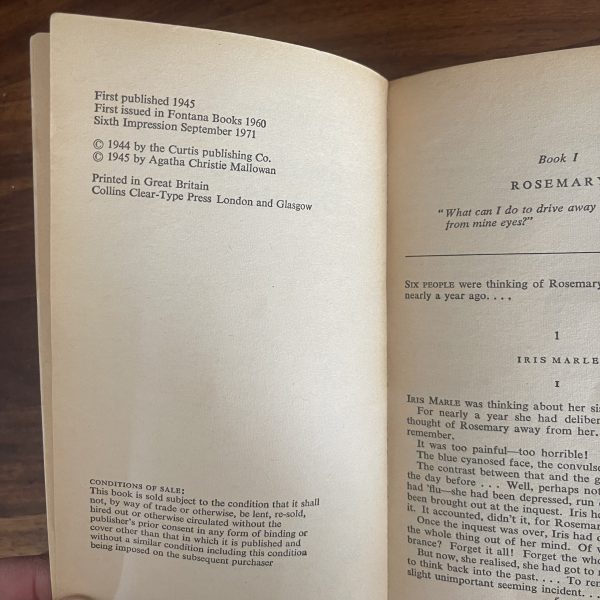 First published 1945
First issued in Fontana Books 1960
Sixth Impression September 1971
© 1944 by the Curtis publishing Co.
© 1945 by Agatha Christie Mallowan
Printed in Great Britain
Collins Clear-Type Press London and Glasgow
CONDITIONS OF SALE:
This book is sold subject to the condition that it shall
not, by way of trade or otherwise, be lent, re-sold,
hired out or otherwise circulated without the
publisher's prior consent in any form of binding or
cover other than that in which it is published and
without a similar condition including this condition
being imposed on the subsequent purchaser
Book I
ROSEMARY
"What can I do to drive away
from mine eyes?"
SIX PEOPLE were thinking of Rosemary
nearly a year ago. . . .
1
IRIS MARLE
I
IRIS MARLE was thinking about her
For nearly a year she had
thought of Rosemary away from her.
remember.
It was too painful—too horrible!
The blue cyanosed face, the
The contrast between that and the
the day before . . . Well, perhaps not
had 'flu—she had been depressed, run
been brought out at the inquest. Iris
it. It accounted, didn't it, for
Once the inquest was over, Iris had
the whole thing out of her mind. Of
Forget it all! Forget the
But now, she realised, she had got to
to think back into the past. . . . To
slight unimportant seeming incident. . . .